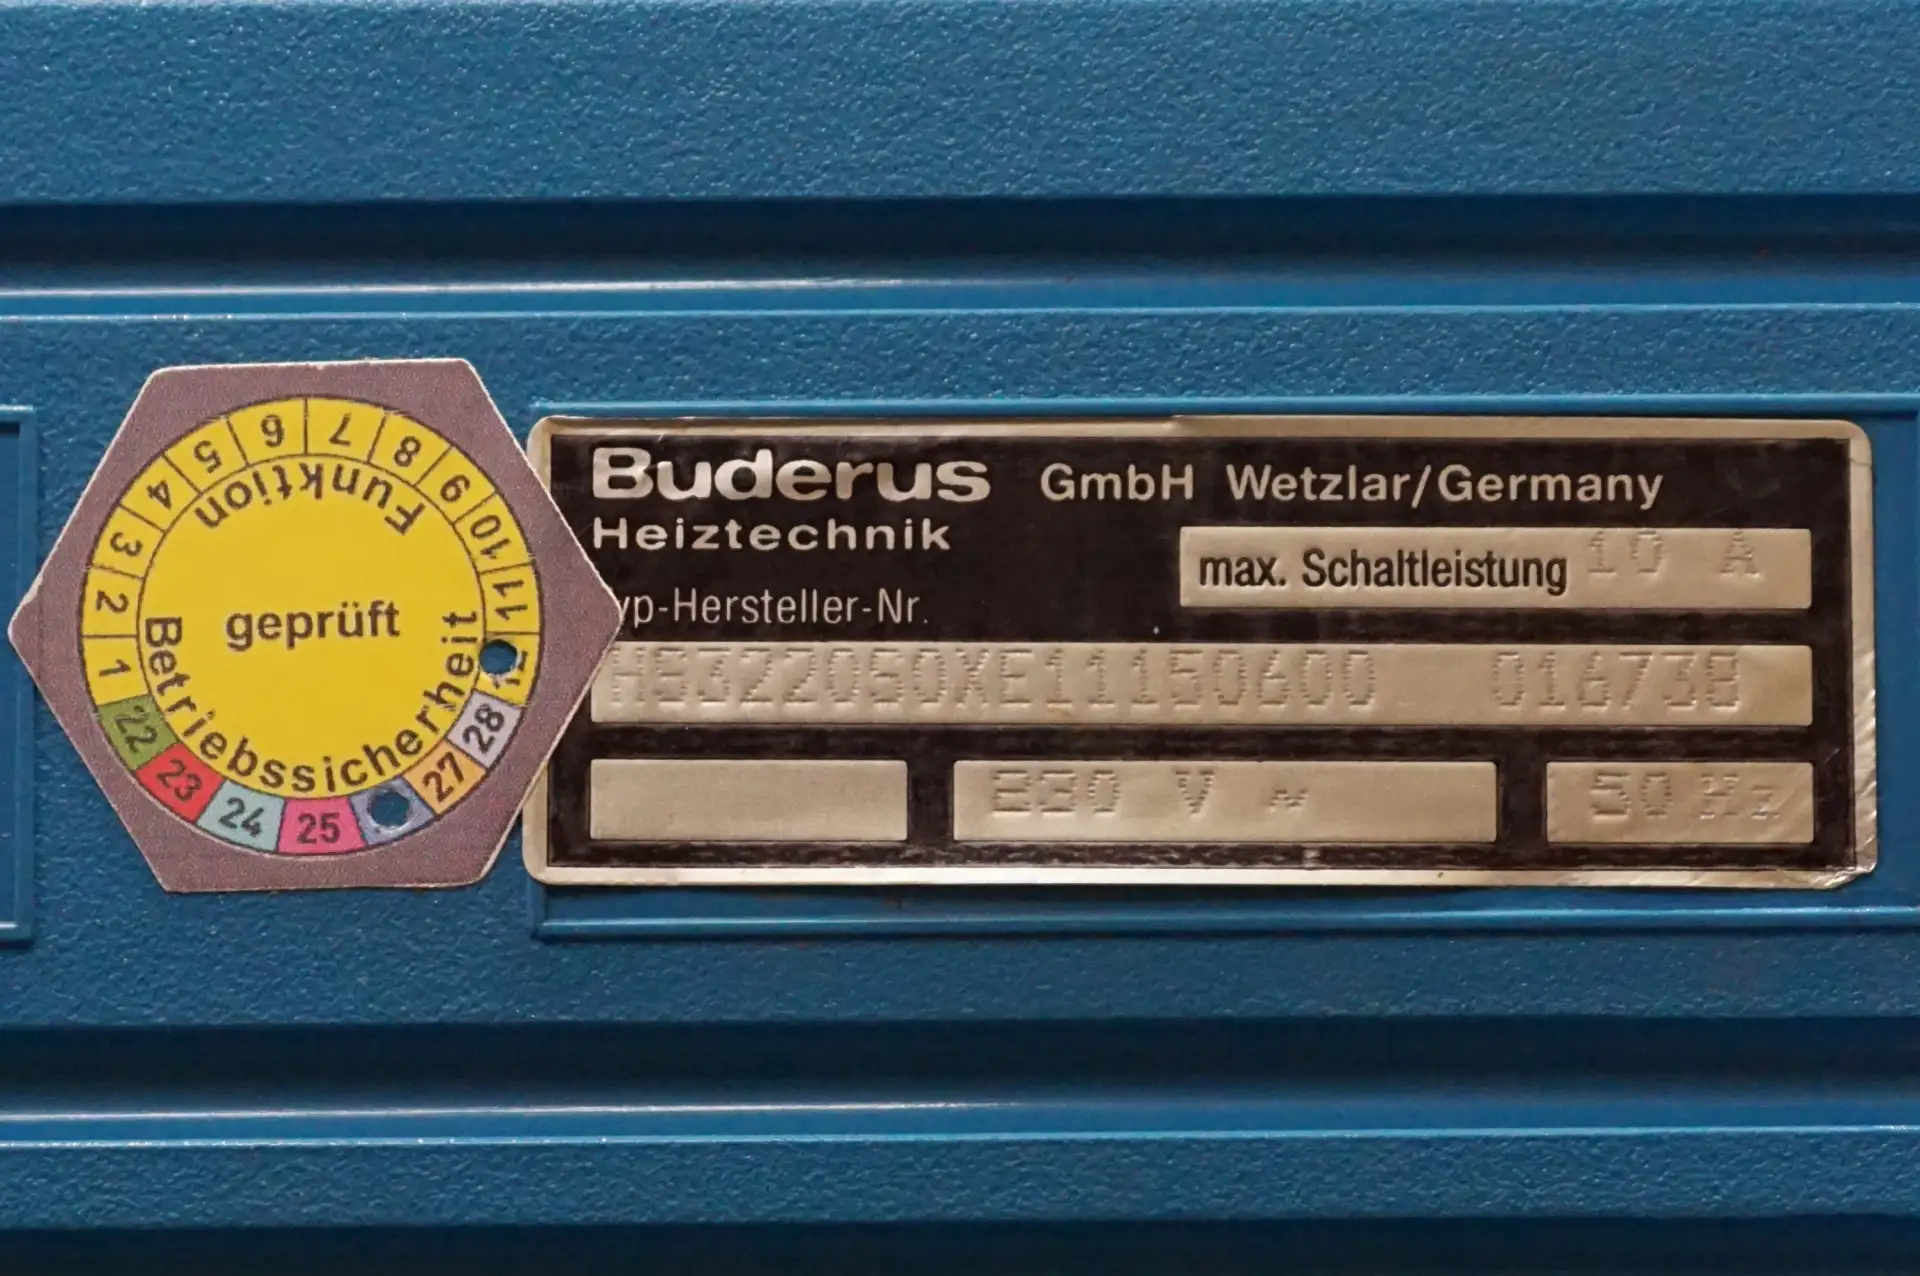 Buderus GmbH Wetzlar/Germany
Heiztechnik
max. Schaltleistung 10 A
yp-Hersteller-Nr.
HS322050XE11150600 016738
220 V ~
50 Hz
Funktion
geprüft
Betriebssicherheit
1 2 3 4 5 6 7 8 9 10 11 12
22 23 24 25 27 28